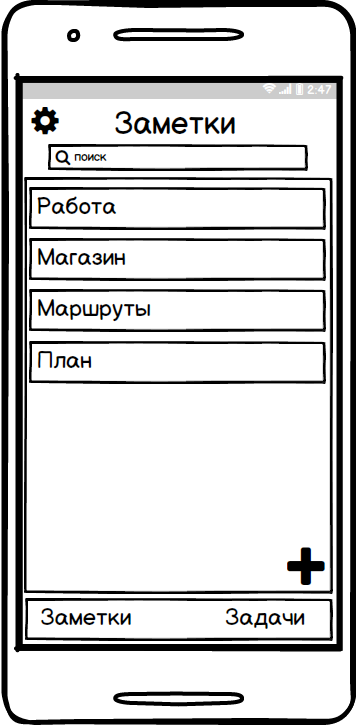 2:47
Заметки
поиск
Работа
Магазин
Маршруты
План
Заметки
Задачи